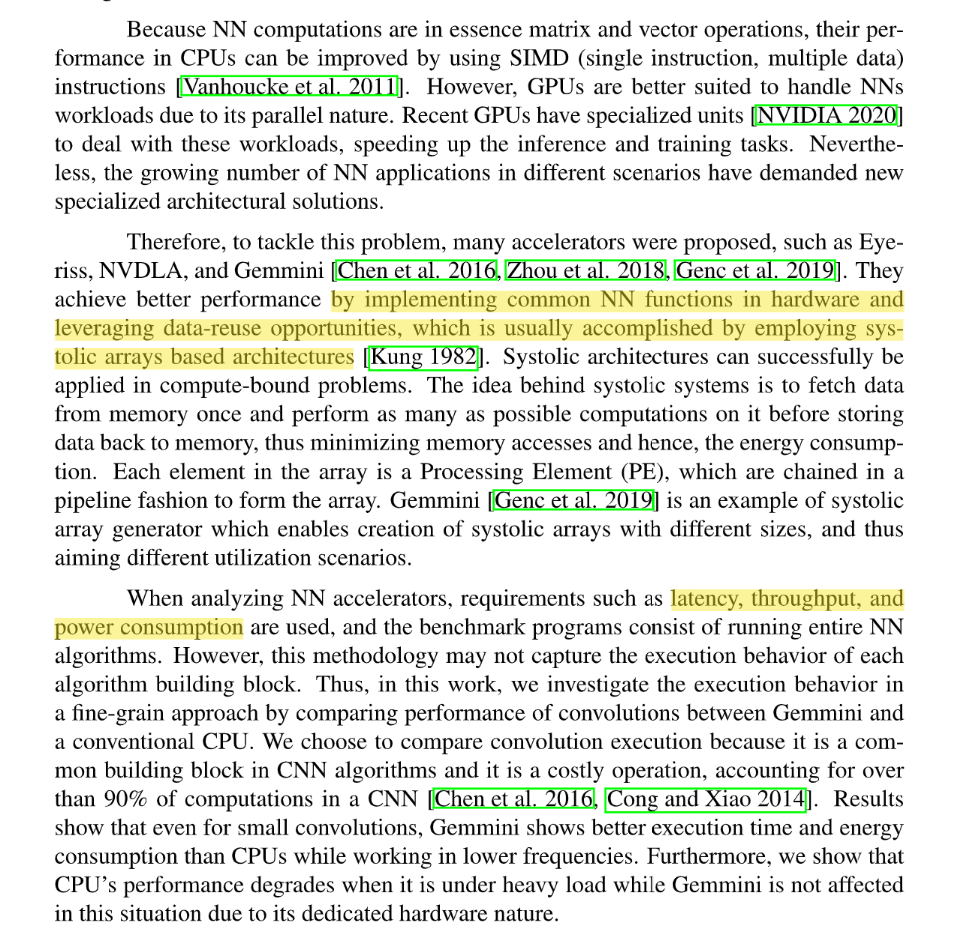 Because NN computations are in essence matrix and vector operations, their per-
formance in CPUs can be improved by using SIMD (single instruction, multiple data)
instructions [Vanhoucke et al. 2011]. However, GPUs are better suited to handle NNs
workloads due to its parallel nature. Recent GPUs have specialized units [NVIDIA 2020]
to deal with these workloads, speeding up the inference and training tasks. Neverthe-
less, the growing number of NN applications in different scenarios have demanded new
specialized architectural solutions.
Therefore, to tackle this problem, many accelerators were proposed, such as Eye-
riss, NVDLA, and Gemmini [Chen et al. 2016, Zhou et al. 2018, Genc et al. 2019]. They
achieve better performance by implementing common NN functions in hardware and
leveraging data-reuse opportunities, which is usually accomplished by employing sys-
tolic arrays based architectures [Kung 1982]. Systolic architectures can successfully be
applied in compute-bound problems. The idea behind systolic systems is to fetch data
from memory once and perform as many as possible computations on it before storing
data back to memory, thus minimizing memory accesses and hence, the energy consump-
tion. Each element in the array is a Processing Element (PE), which are chained in a
pipeline fashion to form the array. Gemmini [Genc et al. 2019] is an example of systolic
array generator which enables creation of systolic arrays with different sizes, and thus
aiming different utilization scenarios.
When analyzing NN accelerators, requirements such as latency, throughput, and
power consumption are used, and the benchmark programs consist of running entire NN
algorithms. However, this methodology may not capture the execution behavior of each
algorithm building block. Thus, in this work, we investigate the execution behavior in
a fine-grain approach by comparing performance of convolutions between Gemmini and
a conventional CPU. We choose to compare convolution execution because it is a com-
mon building block in CNN algorithms and it is a costly operation, accounting for over
than 90% of computations in a CNN [Chen et al. 2016, Cong and Xiao 2014]. Results
show that even for small convolutions, Gemmini shows better execution time and energy
consumption than CPUs while working in lower frequencies. Furthermore, we show that
CPU's performance degrades when it is under heavy load while Gemmini is not affected
in this situation due to its dedicated hardware nature.